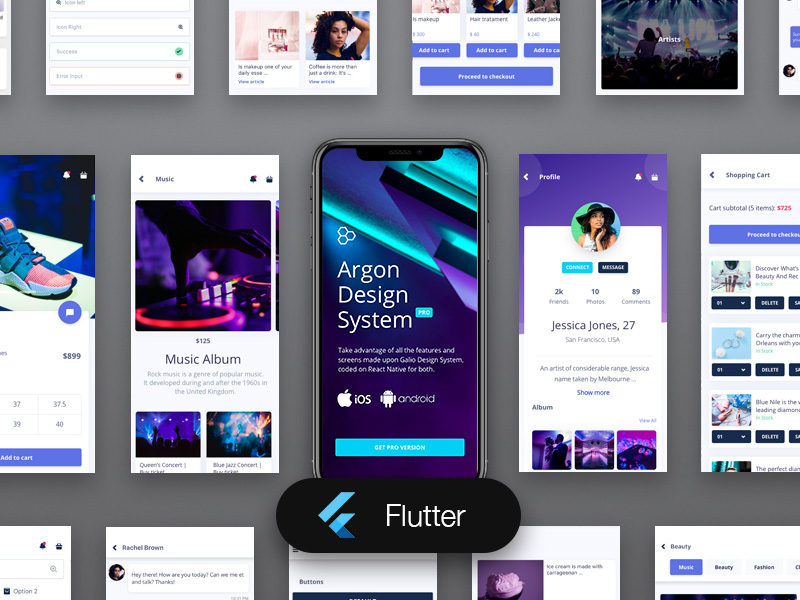 Icon left
Icon Right
Success
Error Input
Is makeup one of your
daily esse ...
View article
Coffee is more than
just a drink: It's ...
View article
Is makeup
$ 300
Add to cart
Hair tratament
$ 40
Add to cart
Leather Jacke
$ 240
Add to ca
Proceed to checkout
Artists
$899
37
37.5
39
40
Add to cart
Music
$125
Music Album
Rock music is a genre of popular music.
It developed during and after the 1960s in
the United Kingdom.
Queen's Concert |
Buy ticket
Blue Jazz Concert |
Buy ticket
Argon
Design
System
PRO
Take advantage of all the features and
screens made upon Galio Design System,
coded on React Native for both.
iOS
android
GET PRO VERSION
Flutter
Profile
CONNECT
MESSAGE
2k
Friends
10
Photos
89
Comments
Jessica Jones, 27
San Francisco, USA
An artist of considerable range, Jessica
name taken by Melbourne ...
Show more
Album
View All
Shopping Cart
Cart subtotal (5 items): $725
Proceed to checkou
Discover What's
Beauty And Rec
In Stock
01
DELETE
SA
Carry the charm
Orleans with you
In Stock
01
DELETE
SA
Blue Nile is the w
leading diamond
In Stock
01
DELETE
SA
The perfect diam
Option 2
Rachel Brown
Hey there! How are you today? Can we me et
and talk? Thanks!
10:31 PM
Buttons
DEFAULT
Ice cream is made with
carrageenan ...
Beauty
Music
Beauty
Fashion